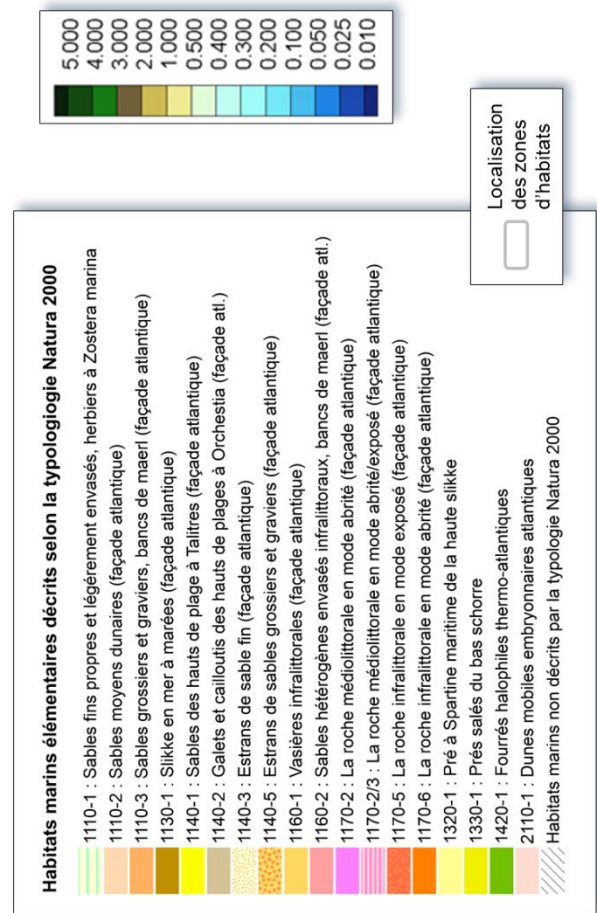 Habitats marins élémentaires décrits selon la typologiogie Natura 2000
1110-1 : Sables fins propres et légérement envasés, herbiers à Zostera marina
1110-2 : Sables moyens dunaires (façade atlantique)
1110-3 : Sables grossiers et graviers, bancs de maerl (façade atlantique)
1130-1 : Slikke en mer à marées (façade atlantique)
1140-1 : Sables des hauts de plage à Talitres (façade atlantique)
1140-2 : Galets et cailloutis des hauts de plages à Orchestia (façade atl.)
1140-3 : Estrans de sable fin (façade atlantique)
1140-5 : Estrans de sables grossiers et graviers (façade atlantique)
1160-1 : Vasières infralittorales (façade atlantique)
1160-2 : Sables hétérogènes envasés infralittoraux, bancs de maerl (façade atl.)
1170-2 : La roche médiolittorale en mode abrité (façade atlantique)
1170-2/3 : La roche médiolittorale en mode abrité/exposé (façade atlantique)
1170-5 : La roche infralittorale en mode exposé (façade atlantique)
1170-6 : La roche infralittorale en mode abrité (façade atlantique)
1320-1 : Pré à Spartine maritime de la haute slikke
1330-1 : Prés salés du bas schorre
1420-1 : Fourrés halophiles thermo-atlantiques
2110-1 : Dunes mobiles embryonnaires atlantiques
Habitats marins non décrits par la typologie Natura 2000
Localisation
des zones
d'habitats
5.000
4.000
3.000
2.000
1.000
0.500
0.400
0.300
0.200
0.100
0.050
0.025
0.010